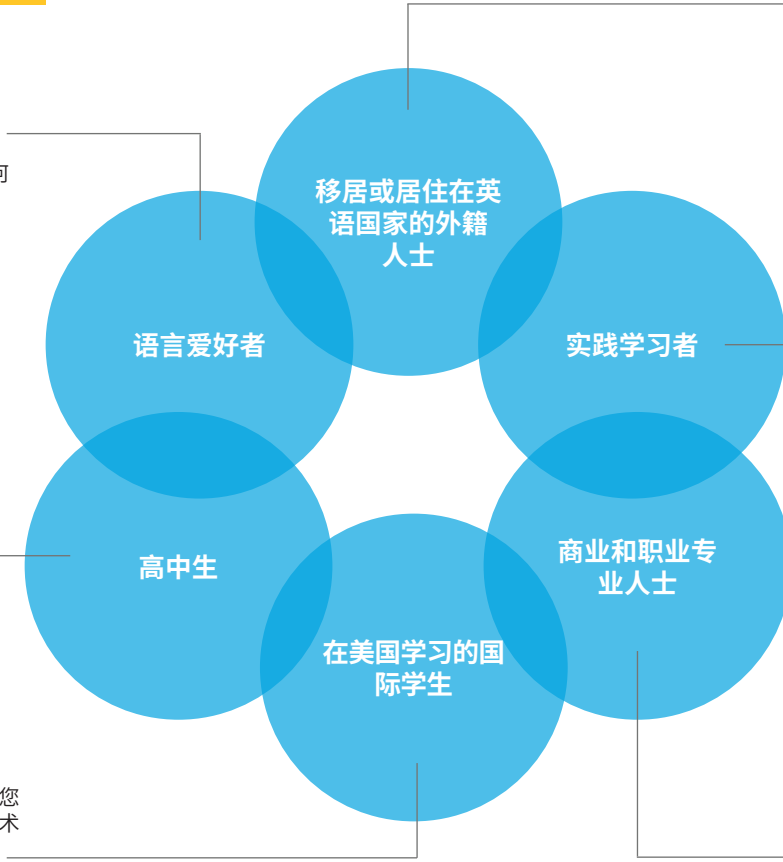 移居或居住在英
语国家的外籍
人士
语言爱好者
实践学习者
高中生
商业和职业专
业人士
在美国学习的国
际学生
您
术